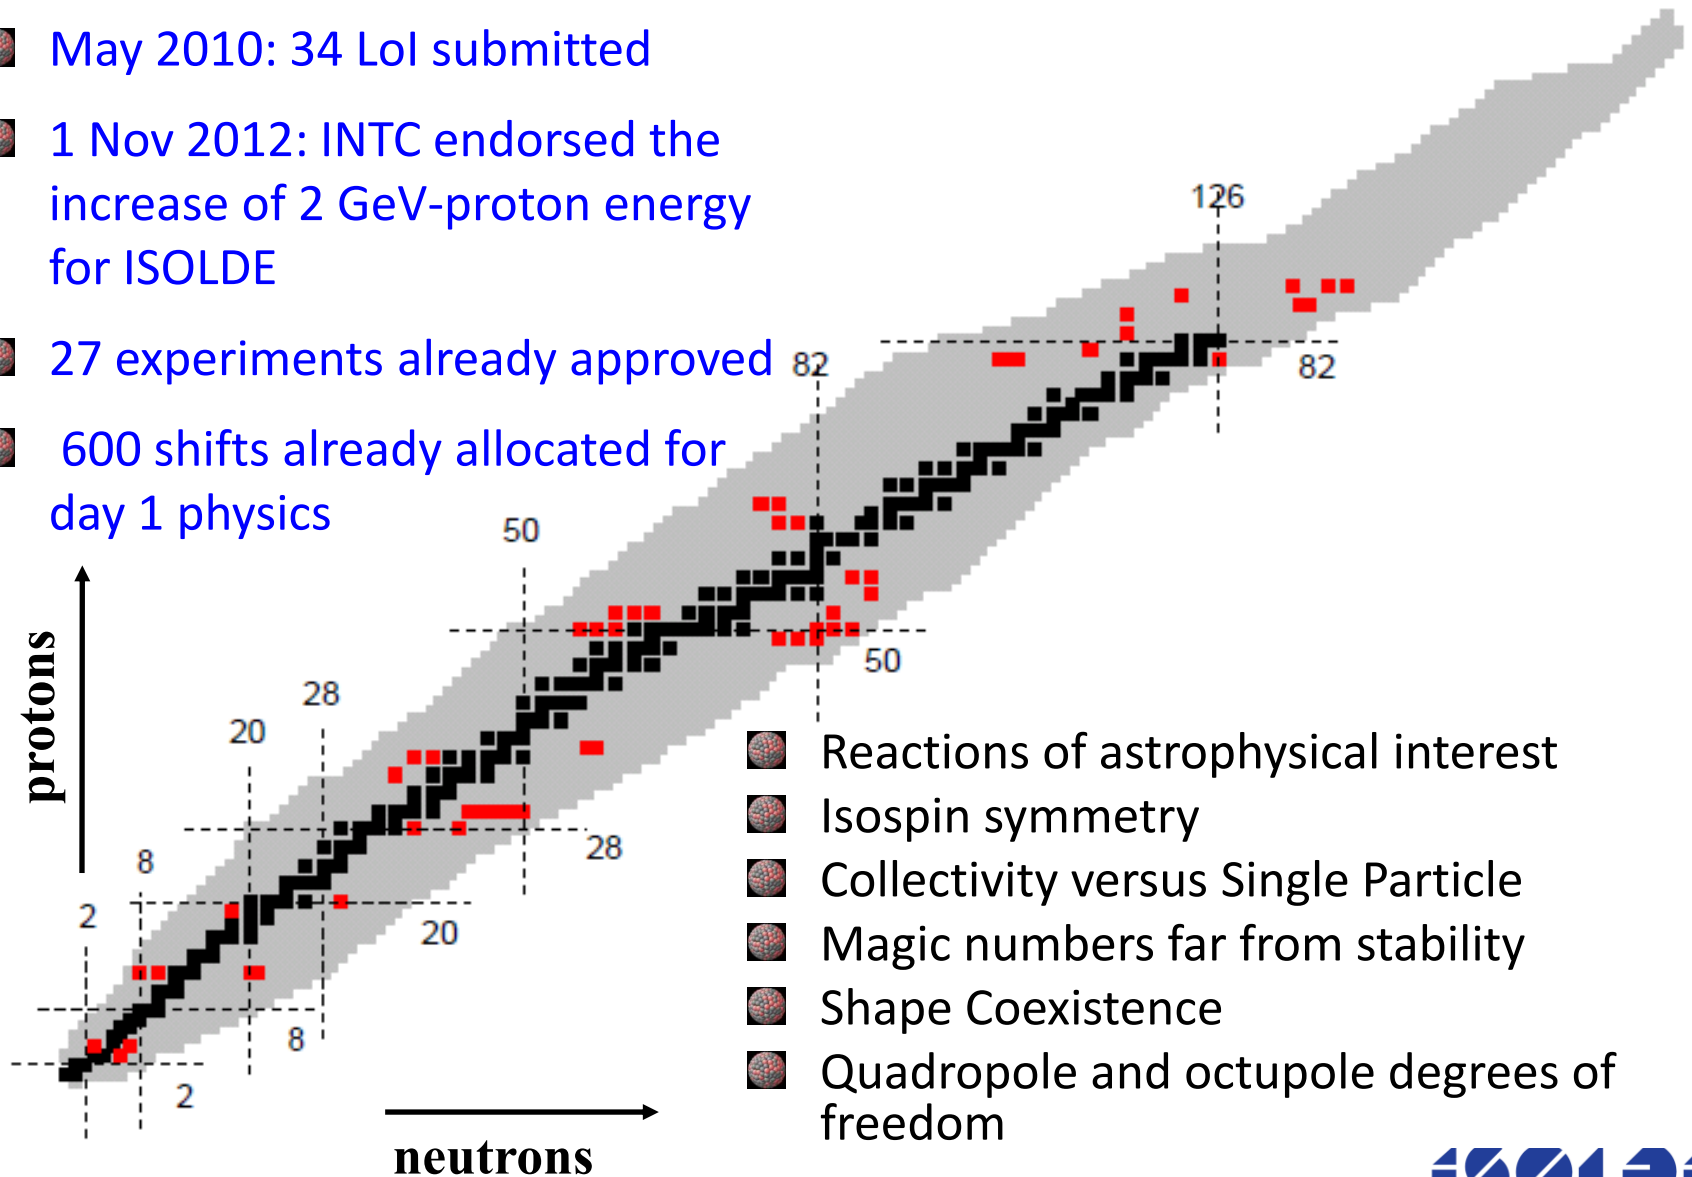 May 2010: 34 LoI submitted
1 Nov 2012: INTC endorsed the
increase of 2 GeV-proton energy
for ISOLDE
27 experiments already approved
600 shifts already allocated for
day 1 physics
126
82
82
50
50
28
28
20
20
8
8
2
2
protons
neutrons
Reactions of astrophysical interest
Isospin symmetry
Collectivity versus Single Particle
Magic numbers far from stability
Shape Coexistence
Quadropole and octupole degrees of
freedom